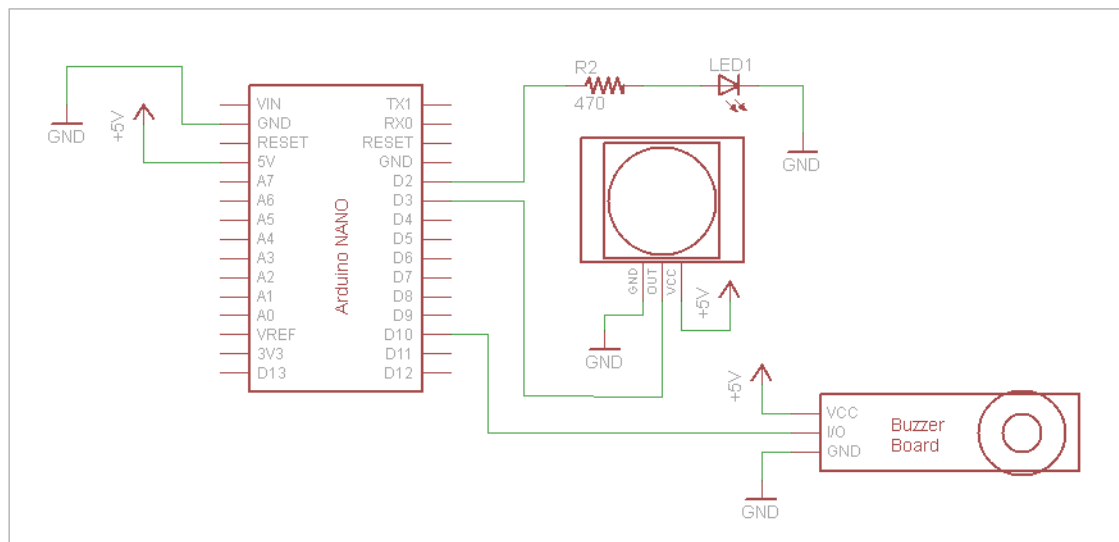 GND
+5V
VIN
GND
RESET
5V
A7
A6
A5
A4
A3
A2
A1
A0
VREF
3V3
D13
Arduino NANO
TX1
RX0
RESET
GND
D2
D3
D4
D5
D6
D7
D8
D9
D10
D11
D12
R2
470
LED1
GND
GND
OUT
VCC
+5V
GND
+5V
VCC
I/O
GND
Buzzer
Board
GND